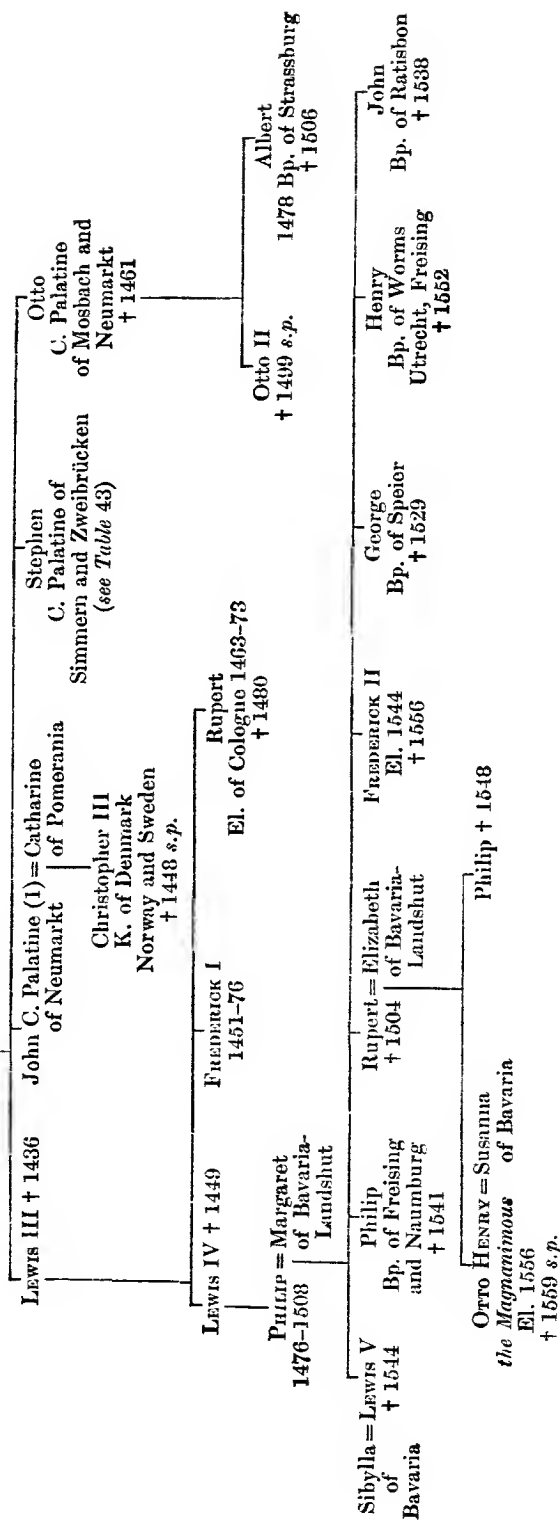 LEWIS III † 1436
John C. Palatine (1) = Catharine
of Neumarkt of Pomerania
Stephen
C. Palatine of
Simmern and Zweibrücken
(see Table 43)
Otto
C. Palatine
of Mosbach and
Neumarkt
† 1461
Christopher III
K. of Denmark
Norway and Sweden
† 1448 s.p.
Otto II
† 1499 s.p.
Albert
1478 Bp. of Strassburg
† 1506
LEWIS IV † 1449
FREDERICK I
1451–76
Rupert
El. of Cologne 1463–73
† 1480
PHILIP = Margaret
1476–1508 of Bavaria-
Landshut
Sibylla = LEWIS V
of † 1544
Bavaria
Philip
Bp. of Freising
and Naumburg
† 1541
Rupert = Elizabeth
† 1504 of Bavaria-
Landshut
FREDERICK II
El. 1544
† 1556
George
Bp. of Speier
† 1529
Henry
Bp. of Worms
Utrecht, Freising
† 1552
John
Bp. of Ratisbon
† 1538
OTTO HENRY = Susanna
the Magnanimous of Bavaria
El. 1556
† 1559 s.p.
Philip † 1548